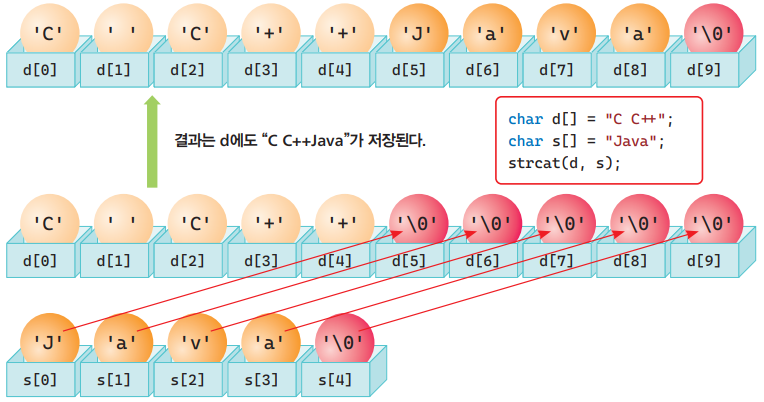 'C' ' ' 'C' '+' '+' 'J' 'a' 'v' 'a' '\0'
d[0] d[1] d[2] d[3] d[4] d[5] d[6] d[7] d[8] d[9]
결과는 d에도 “C C++Java”가 저장된다.
char d[] = "C C++";
char s[] = "Java";
strcat(d, s);
'C' ' ' 'C' '+' '+' '\0' '\0' '\0' '\0' '\0'
d[0] d[1] d[2] d[3] d[4] d[5] d[6] d[7] d[8] d[9]
'J' 'a' 'v' 'a' '\0'
s[0] s[1] s[2] s[3] s[4]